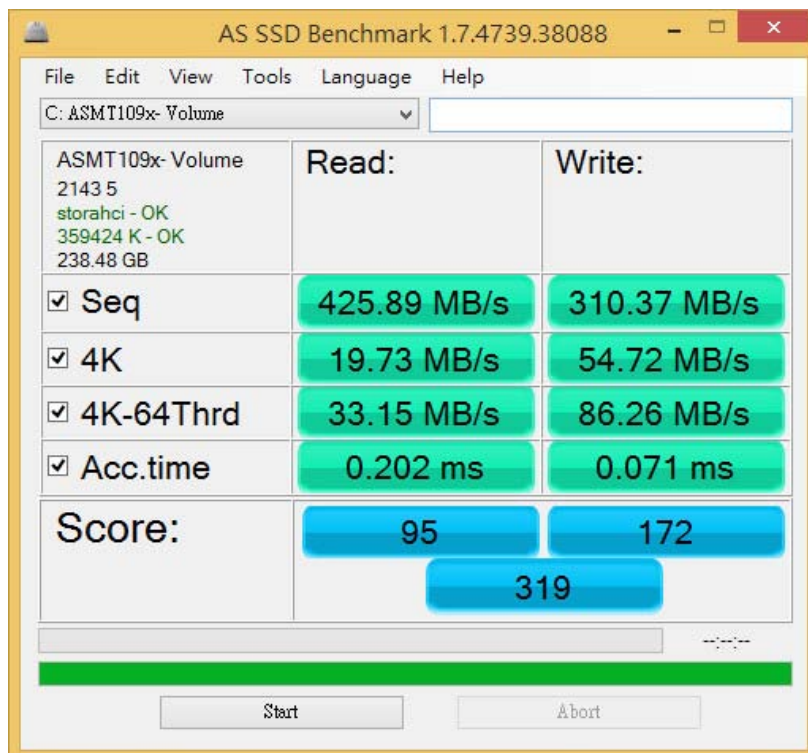 AS SSD Benchmark 1.7.4739.38088
File Edit View Tools Language Help
C: ASMT109x- Volume
ASMT109x- Volume
2143 5
storahci - OK
359424 K - OK
238.48 GB
Read: Write:
Seq 425.89 MB/s 310.37 MB/s
4K 19.73 MB/s 54.72 MB/s
4K-64Thrd 33.15 MB/s 86.26 MB/s
Acc.time 0.202 ms 0.071 ms
Score: 95 172
319
--:--:--
Start Abort